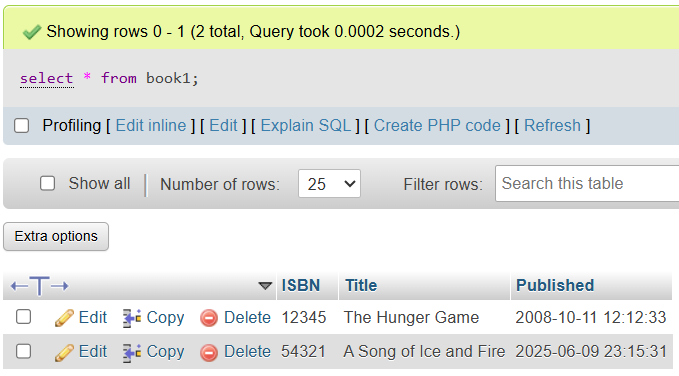 Showing rows 0 - 1 (2 total, Query took 0.0002 seconds.)
select * from book1;
Profiling [ Edit inline ] [ Edit ] [ Explain SQL ] [ Create PHP code ] [ Refresh ]
Show all Number of rows: 25 Filter rows: Search this table
Extra options
←T→ ISBN Title Published
Edit Copy Delete 12345 The Hunger Game 2008-10-11 12:12:33
Edit Copy Delete 54321 A Song of Ice and Fire 2025-06-09 23:15:31